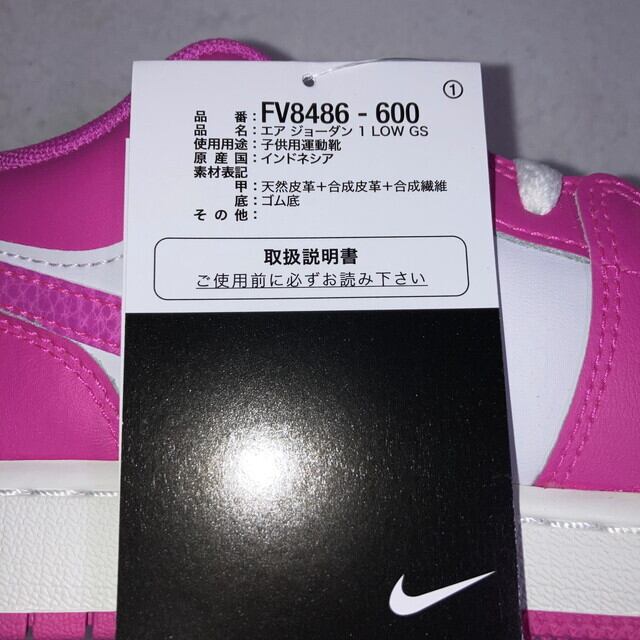 ①
品番：FV8486 - 600
品名：エア ジョーダン 1 LOW GS
使用用途：子供用運動靴
原産国：インドネシア
素材表記
甲：天然皮革＋合成皮革＋合成繊維
底：ゴム底
その他：
取扱説明書
ご使用前に必ずお読み下さい